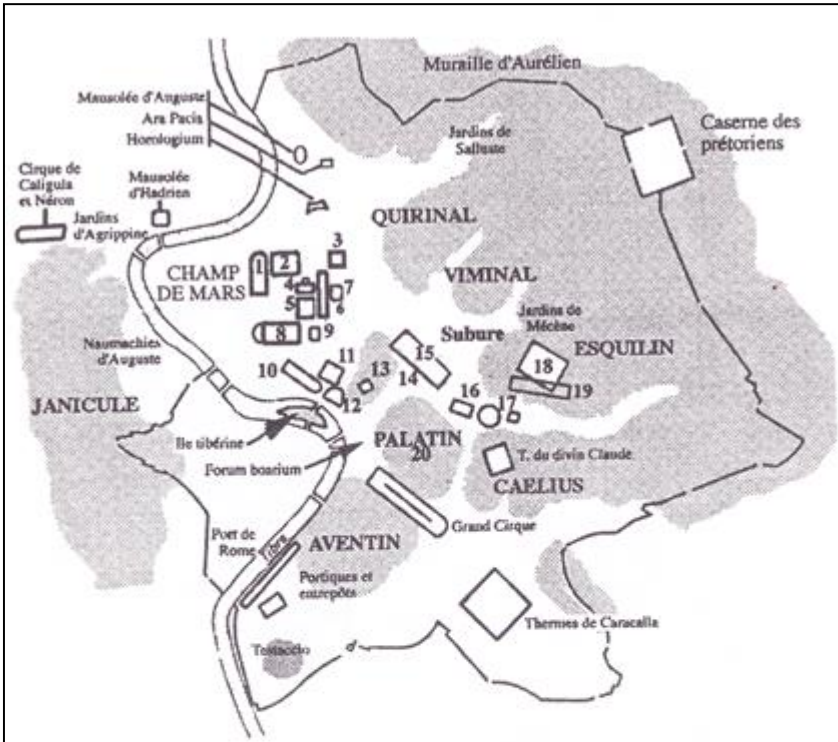 Muraille d'Aurélien
Mausolée d'Auguste
Ara Pacis
Horologium
Jardins de
Salluste
Caserne des
prétoriens
Cirque de
Caligula
et Néron
Mausolée
d'Hadrien
Jardins
d'Agrippine
QUIRINAL
CHAMP
DE MARS
1
2
3
4
5
6
7
8
9
VIMINAL
Jardins de
Mécène
Naumachies
d'Auguste
Subure
ESQUILIN
10
11
12
13
14
15
16
17
18
19
JANICULE
Ile tibérine
Forum boarium
PALATIN
20
T. du divin Claude
CAELIUS
Grand Cirque
Port de
Rome
Tibre
AVENTIN
Portiques et
entrepôts
Thermes de Caracalla
Testaccio